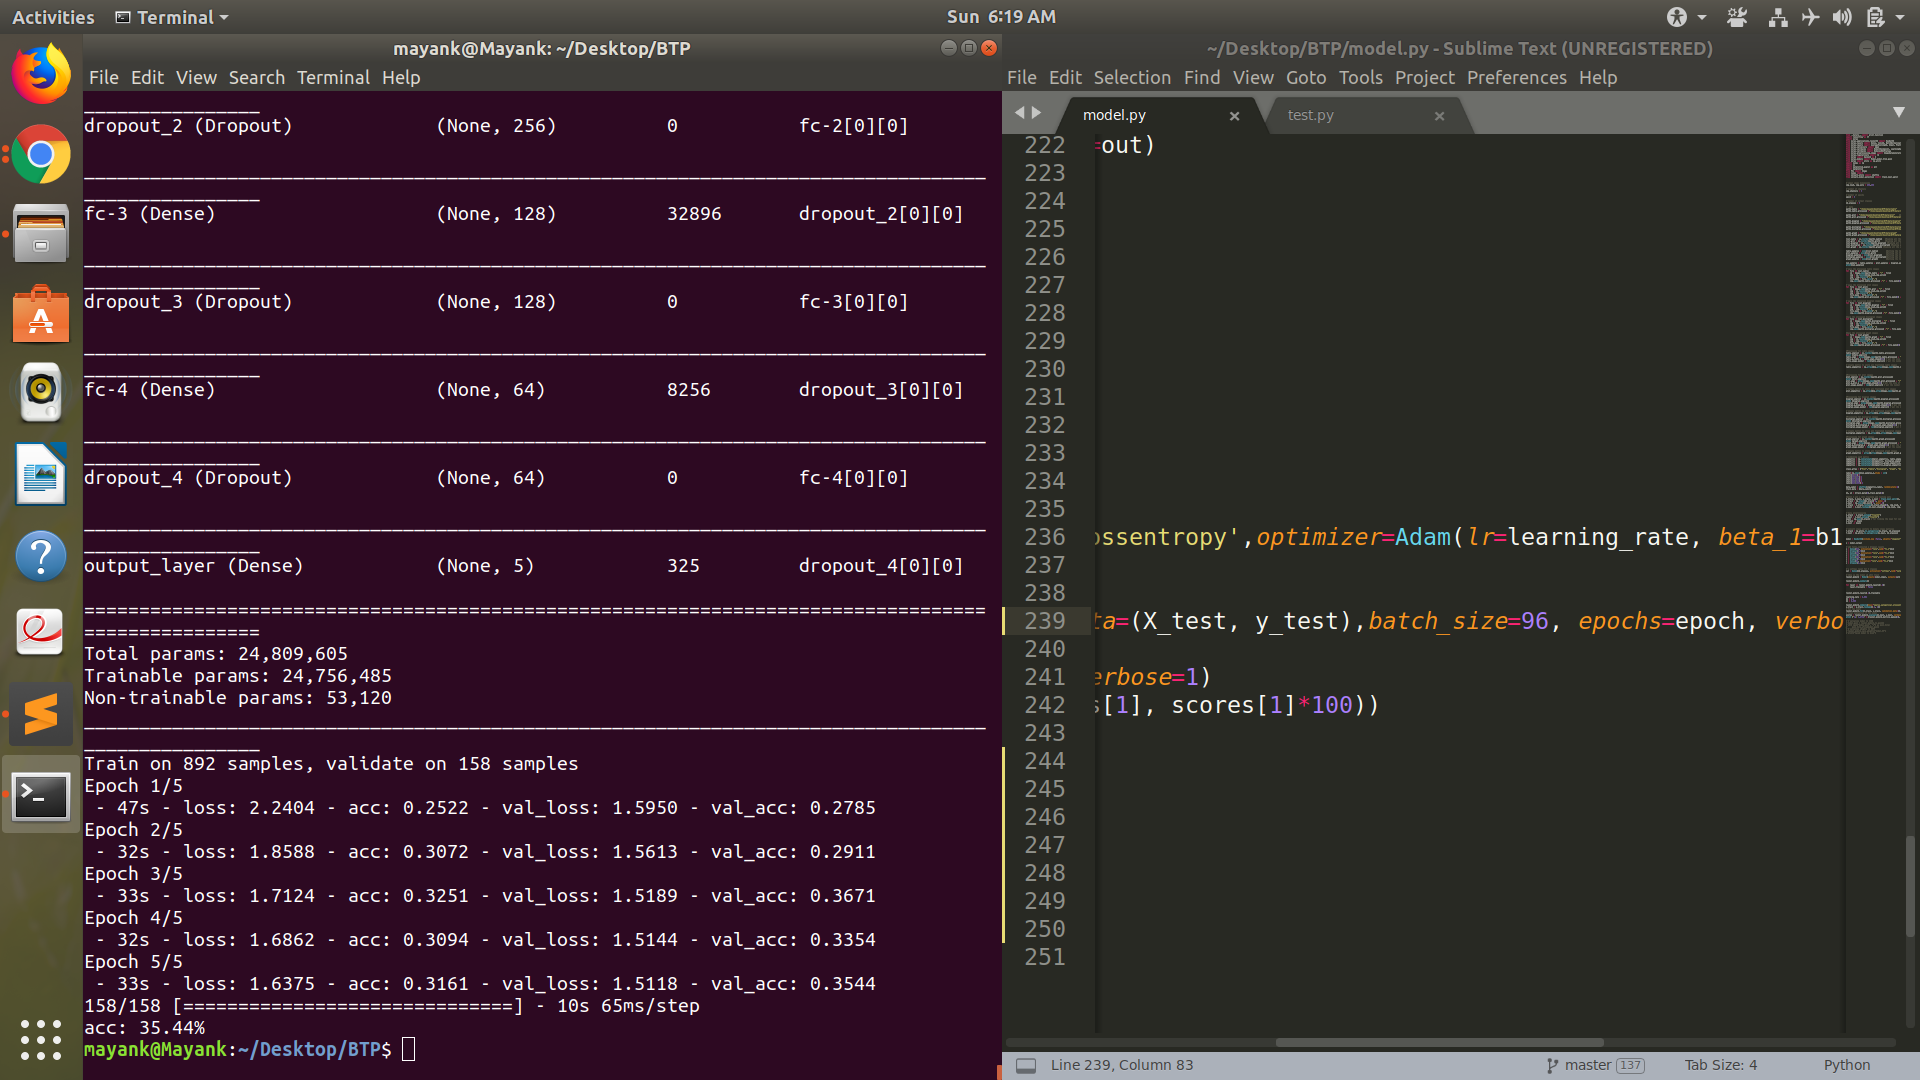 Activities
Terminal
Sun 6:19 AM
mayank@Mayank: ~/Desktop/BTP
File Edit View Search Terminal Help
________________
dropout_2 (Dropout) (None, 256) 0 fc-2[0][0]
__________________________________________________________________________________
________________
fc-3 (Dense) (None, 128) 32896 dropout_2[0][0]
__________________________________________________________________________________
________________
dropout_3 (Dropout) (None, 128) 0 fc-3[0][0]
__________________________________________________________________________________
________________
fc-4 (Dense) (None, 64) 8256 dropout_3[0][0]
__________________________________________________________________________________
________________
dropout_4 (Dropout) (None, 64) 0 fc-4[0][0]
__________________________________________________________________________________
________________
output_layer (Dense) (None, 5) 325 dropout_4[0][0]
==================================================================================
================
Total params: 24,809,605
Trainable params: 24,756,485
Non-trainable params: 53,120
__________________________________________________________________________________
________________
Train on 892 samples, validate on 158 samples
Epoch 1/5
- 47s - loss: 2.2404 - acc: 0.2522 - val_loss: 1.5950 - val_acc: 0.2785
Epoch 2/5
- 32s - loss: 1.8588 - acc: 0.3072 - val_loss: 1.5613 - val_acc: 0.2911
Epoch 3/5
- 33s - loss: 1.7124 - acc: 0.3251 - val_loss: 1.5189 - val_acc: 0.3671
Epoch 4/5
- 32s - loss: 1.6862 - acc: 0.3094 - val_loss: 1.5144 - val_acc: 0.3354
Epoch 5/5
- 33s - loss: 1.6375 - acc: 0.3161 - val_loss: 1.5118 - val_acc: 0.3544
158/158 [==============================] - 10s 65ms/step
acc: 35.44%
mayank@Mayank:~/Desktop/BTP$
~/Desktop/BTP/model.py - Sublime Text (UNREGISTERED)
File Edit Selection Find View Goto Tools Project Preferences Help
model.py × test.py ×
222 =out)
223
224
225
226
227
228
229
230
231
232
233
234
235
236 ossentropy',optimizer=Adam(lr=learning_rate, beta_1=b1
237
238
239 ta=(X_test, y_test),batch_size=96, epochs=epoch, verbo
240
241 erbose=1)
242 s[1], scores[1]*100))
243
244
245
246
247
248
249
250
251
Line 239, Column 83
master 137
Tab Size: 4
Python